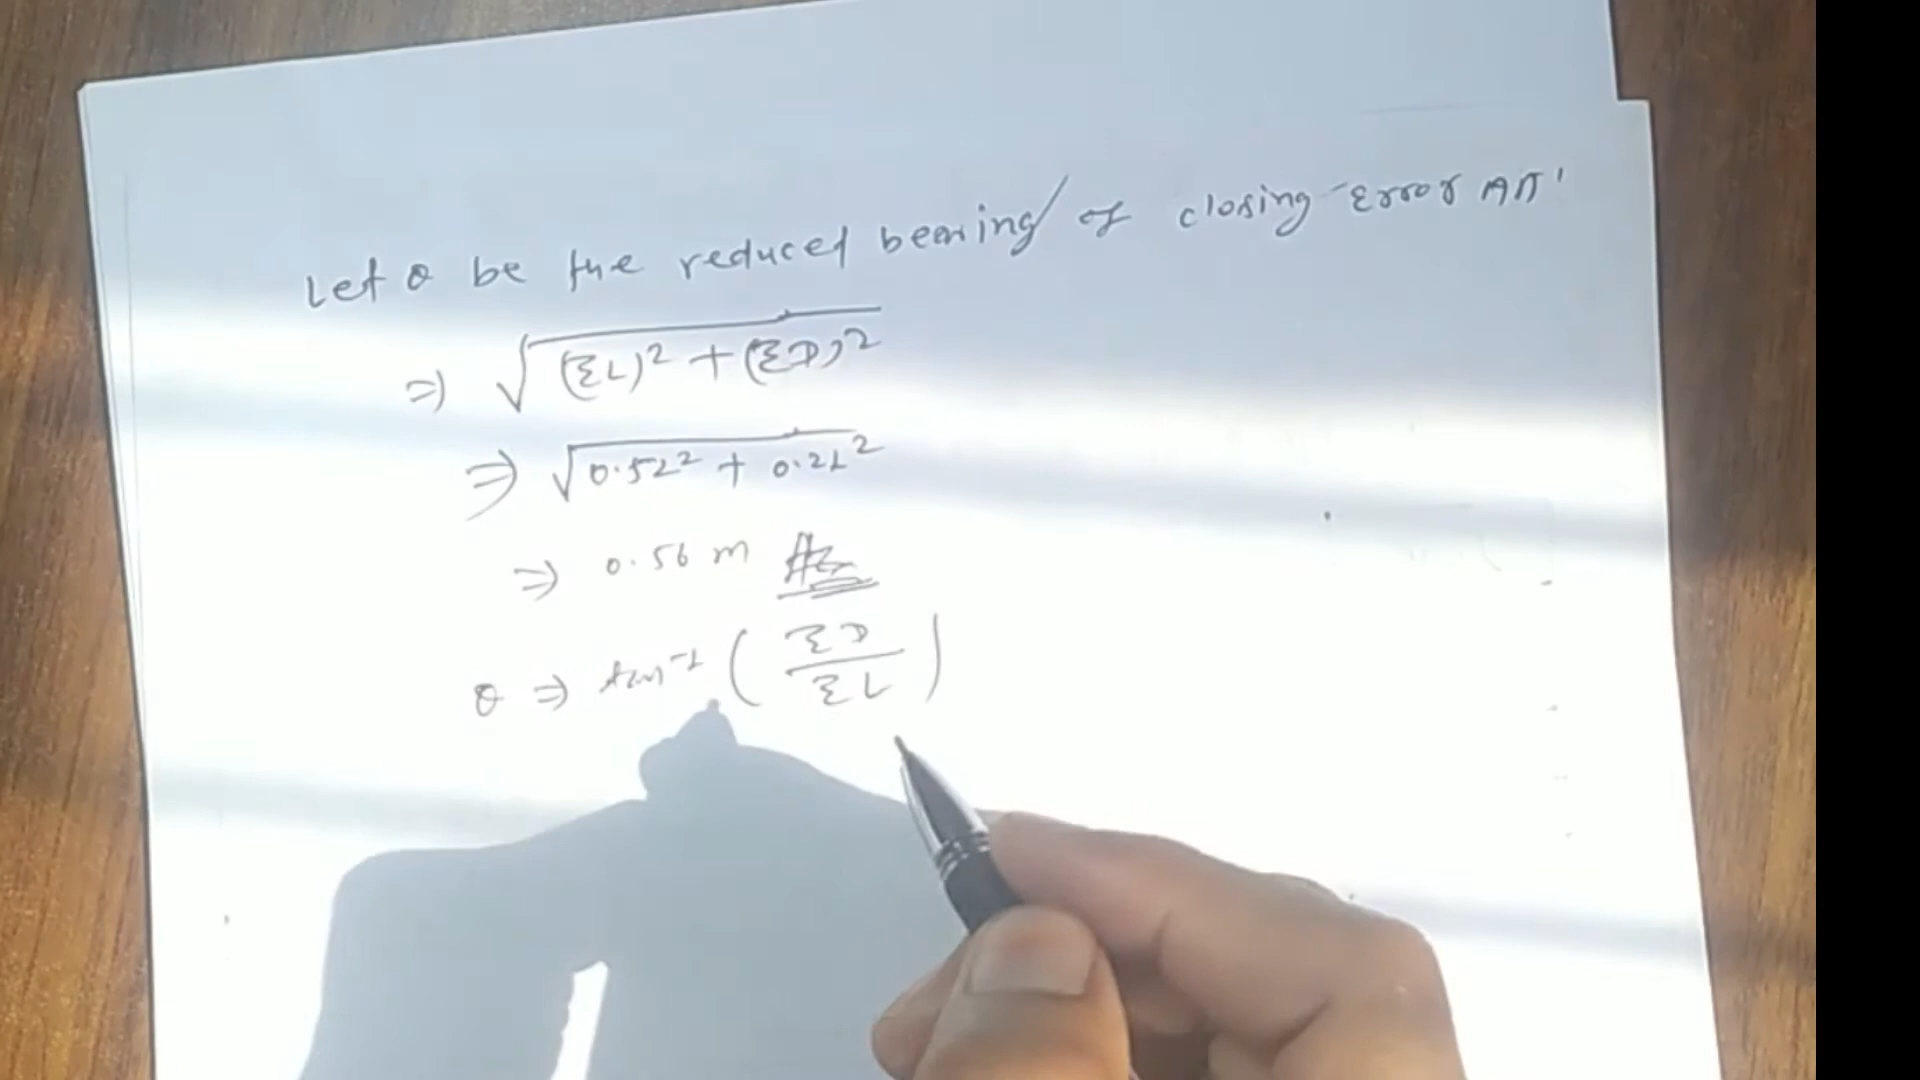 Let θ be the reduced bearing of closing Error AA'
⇒ √(ΣL)² + (ΣD)²
⇒ √0.52² + 0.21²
⇒ 0.56 m
θ ⇒ tan⁻¹ (ΣD/ΣL)